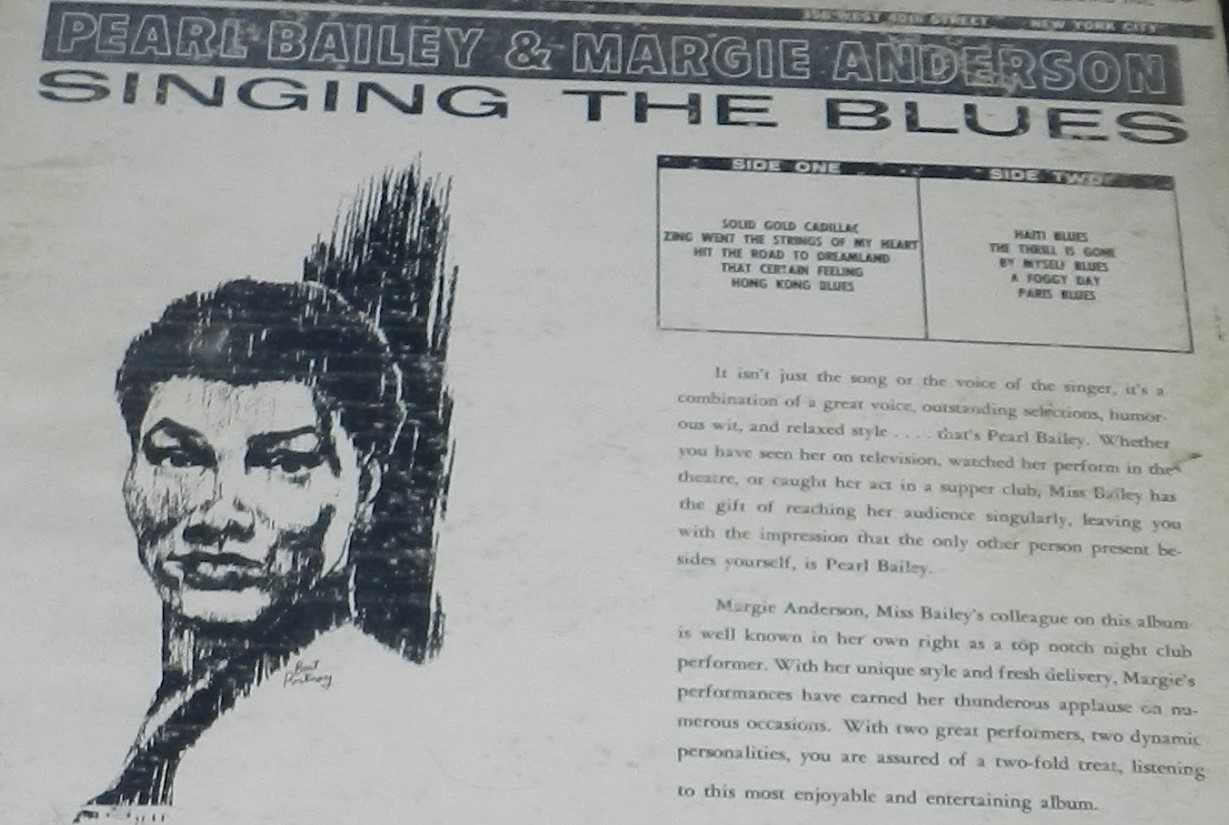 350 WEST 40th STREET NEW YORK CITY
PEARL BAILEY & MARGIE ANDERSON
SINGING THE BLUES
SIDE ONE
SOLID GOLD CADILLAC
ZING WENT THE STRINGS OF MY HEART
HIT THE ROAD TO DREAMLAND
THAT CERTAIN FEELING
HONG KONG BLUES
SIDE TWO
HAITI BLUES
THE THRILL IS GONE
BY MYSELF BLUES
A FOGGY DAY
PARIS BLUES
It isn't just the song or the voice of the singer, it's a
combination of a great voice, outstanding selections, humor-
ous wit, and relaxed style . . . . that's Pearl Bailey. Whether
you have seen her on television, watched her perform in the
theatre, or caught her act in a supper club, Miss Bailey has
the gift of reaching her audience singularly, leaving you
with the impression that the only other person present be-
sides yourself, is Pearl Bailey.
Margie Anderson, Miss Bailey's colleague on this album
is well known in her own right as a top notch night club
performer. With her unique style and fresh delivery, Margie's
performances have earned her thunderous applause on nu-
merous occasions. With two great performers, two dynamic
personalities, you are assured of a two-fold treat, listening
to this most enjoyable and entertaining album.